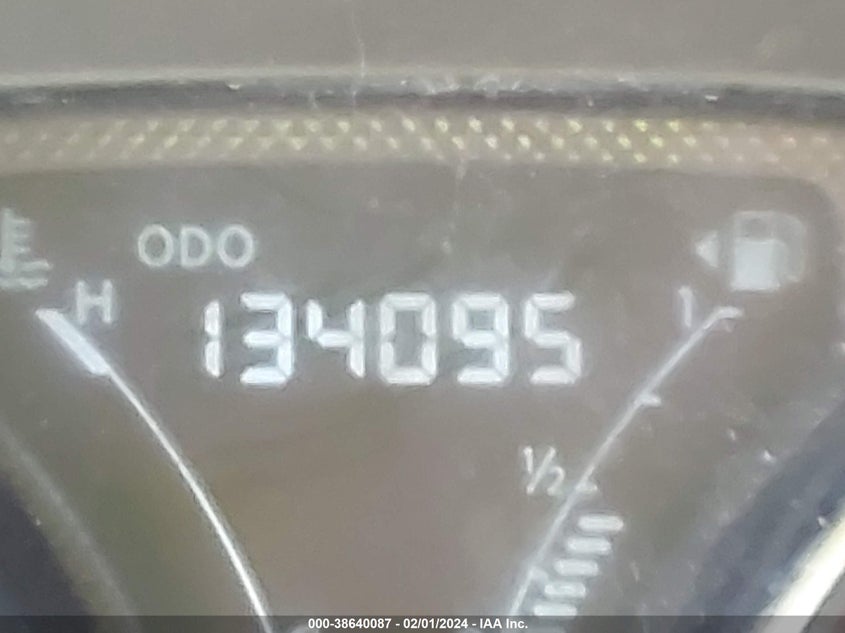 ODO
H
134095
1
1/2
000-38640087 - 02/01/2024 - IAA Inc.